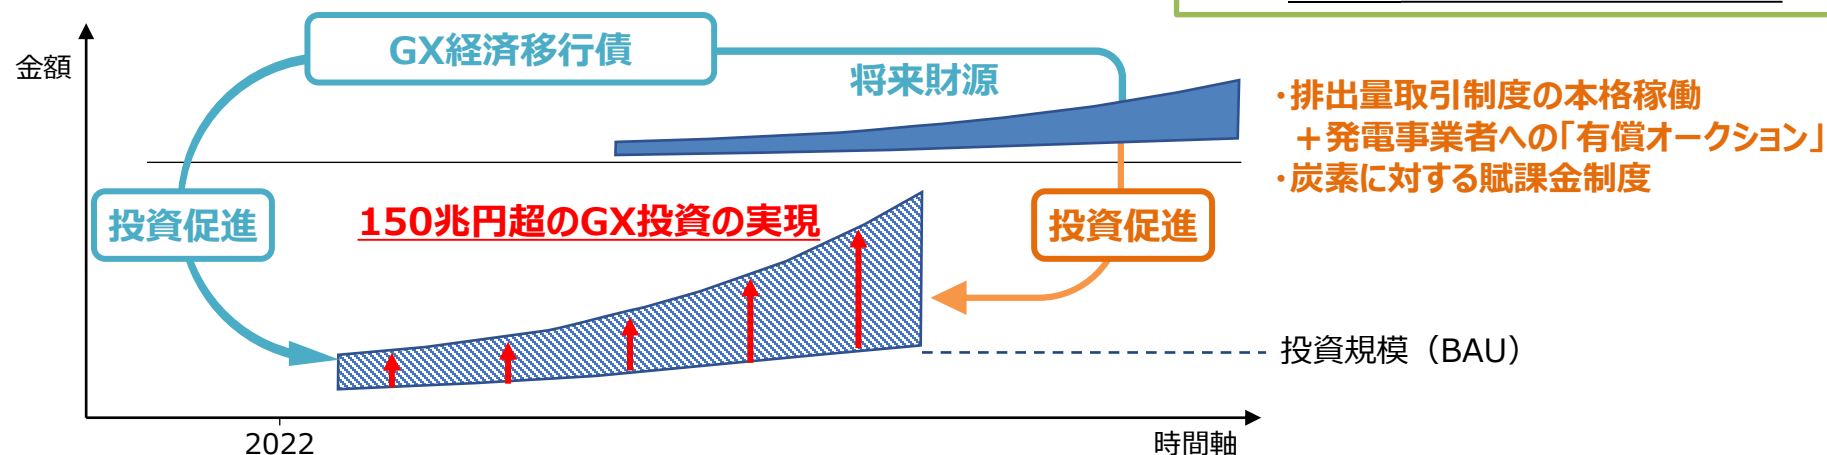 金額
GX経済移行債
将来財源
・排出量取引制度の本格稼働
＋発電事業者への「有償オークション」
・炭素に対する賦課金制度
投資促進
150兆円超のGX投資の実現
投資促進
投資規模（BAU）
2022
時間軸